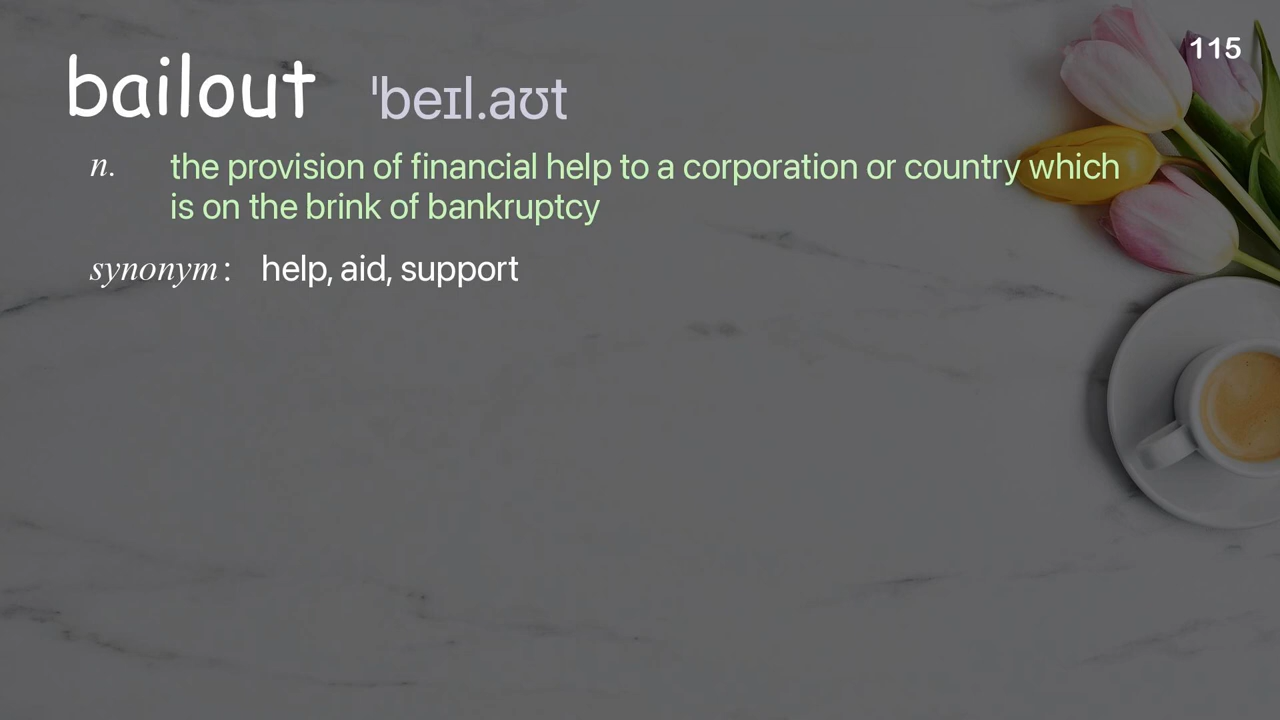 115
bailout ˈbeɪl.aʊt
n. the provision of financial help to a corporation or country which
is on the brink of bankruptcy
synonym: help, aid, support